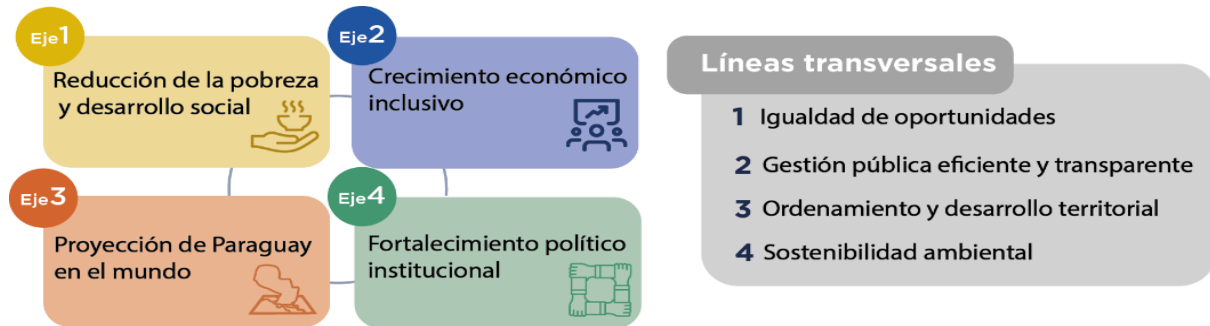 Eje1
Reducción de la pobreza
y desarrollo social
Eje2
Crecimiento económico
inclusivo
Eje3
Proyección de Paraguay
en el mundo
Eje4
Fortalecimiento político
institucional
Líneas transversales
1 Igualdad de oportunidades
2 Gestión pública eficiente y transparente
3 Ordenamiento y desarrollo territorial
4 Sostenibilidad ambiental